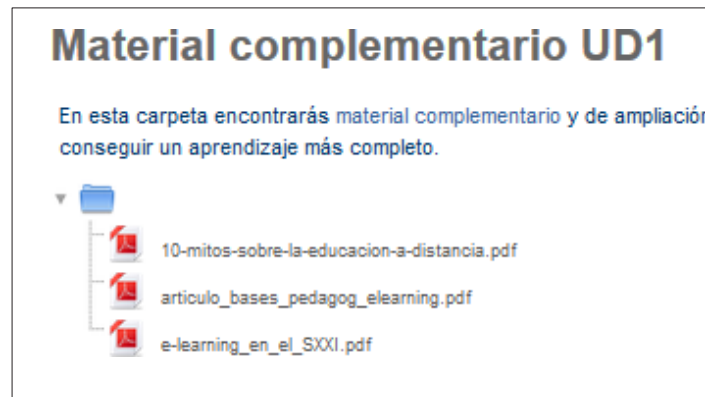 Material complementario UD1
En esta carpeta encontrarás material complementario y de ampliación
conseguir un aprendizaje más completo.
10-mitos-sobre-la-educacion-a-distancia.pdf
articulo_bases_pedagog_elearning.pdf
e-learning_en_el_SXXI.pdf